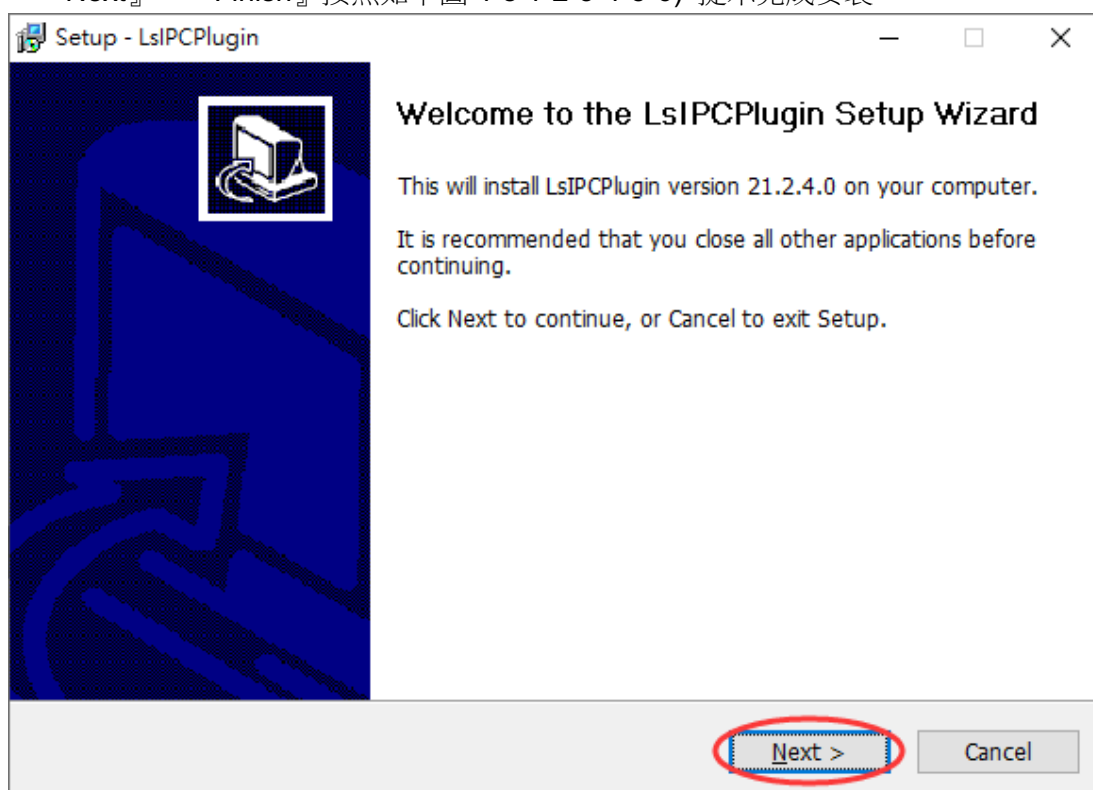 Setup - LsIPCPlugin
Welcome to the LsIPCPlugin Setup Wizard
This will install LsIPCPlugin version 21.2.4.0 on your computer.
It is recommended that you close all other applications before
continuing.
Click Next to continue, or Cancel to exit Setup.
Next >
Cancel